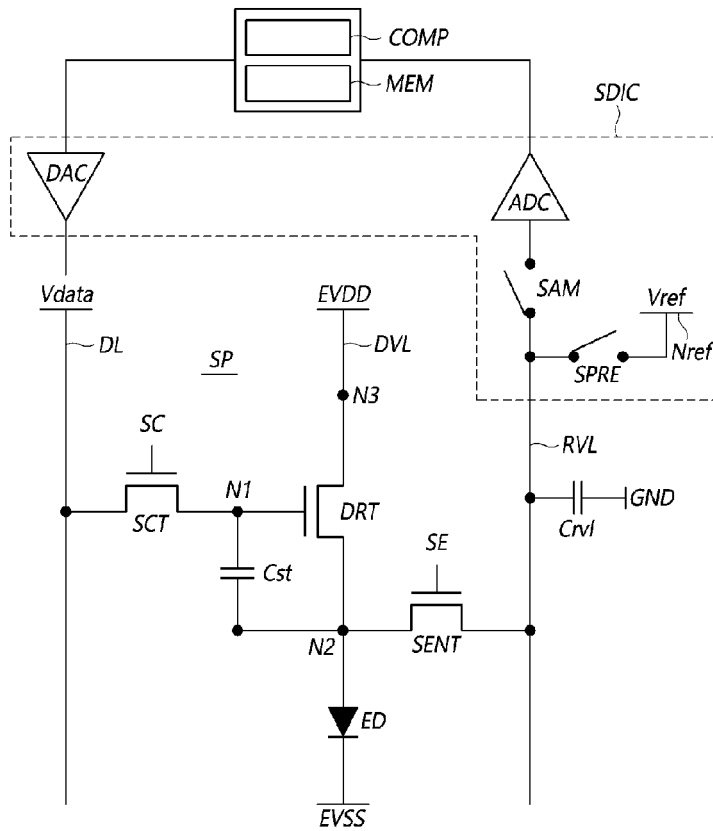 COMP
MEM
SDIC
DAC
ADC
SAM
Vdata
EVDD
Vref
DL
SP
DVL
SPRE
Nref
N3
SC
RVL
N1
DRT
GND
SCT
Crvl
SE
Cst
N2
SENT
ED
EVSS